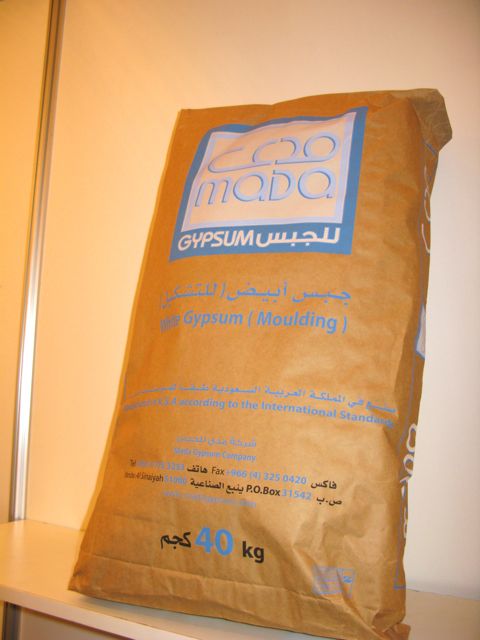 مدى
MADA
GYPSUM للجبس
جبس أبيض (للتشكيل)
White Gypsum ( Moulding )
صنع في المملكة العربية السعودية طبقاً
K.S.A. according to the International Standards
شركة مدى للجبس
Mada Gypsum Company
Tel هاتف Fax +966 (4) 325 0420 فاكس
ينبع الصناعية P.O.Box 31542 ص.ب
40 كجم kg